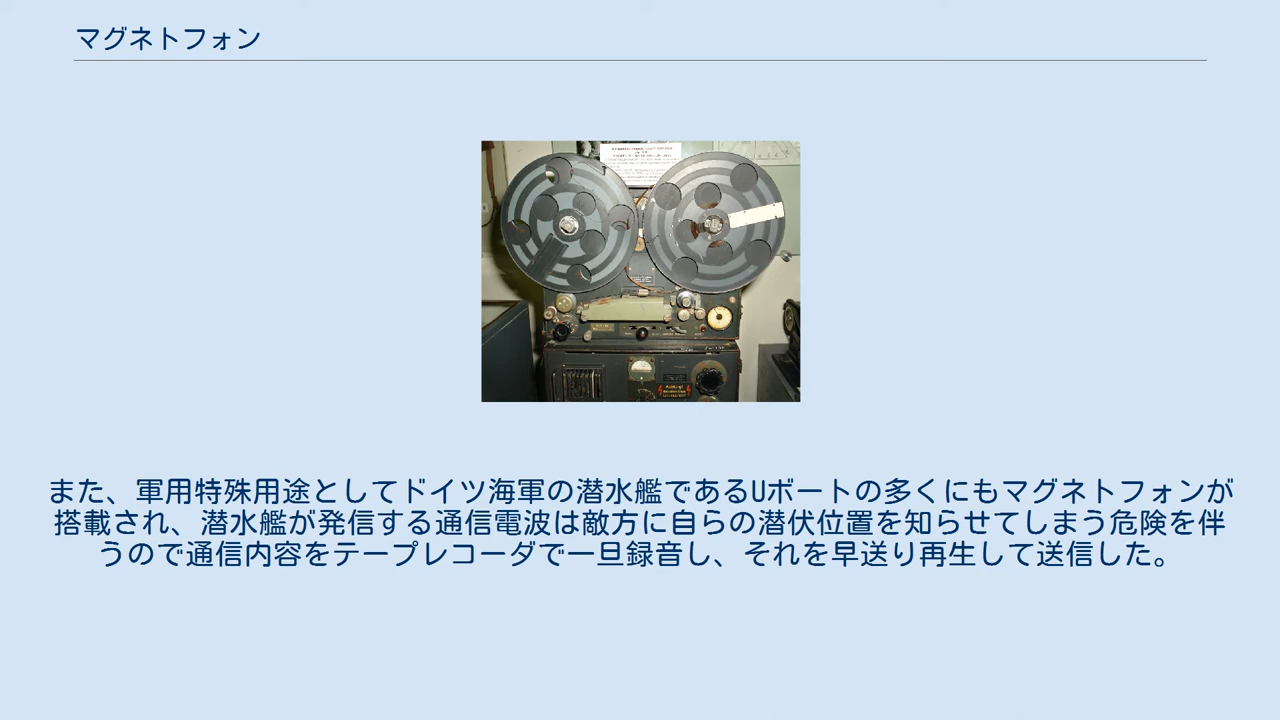 マグネトフォン
Achtung!
また、軍用特殊用途としてドイツ海軍の潜水艦であるUボートの多くにもマグネトフォンが
搭載され、潜水艦が発信する通信電波は敵方に自らの潜伏位置を知らせてしまう危険を伴
うので通信内容をテープレコーダで一旦録音し、それを早送り再生して送信した。